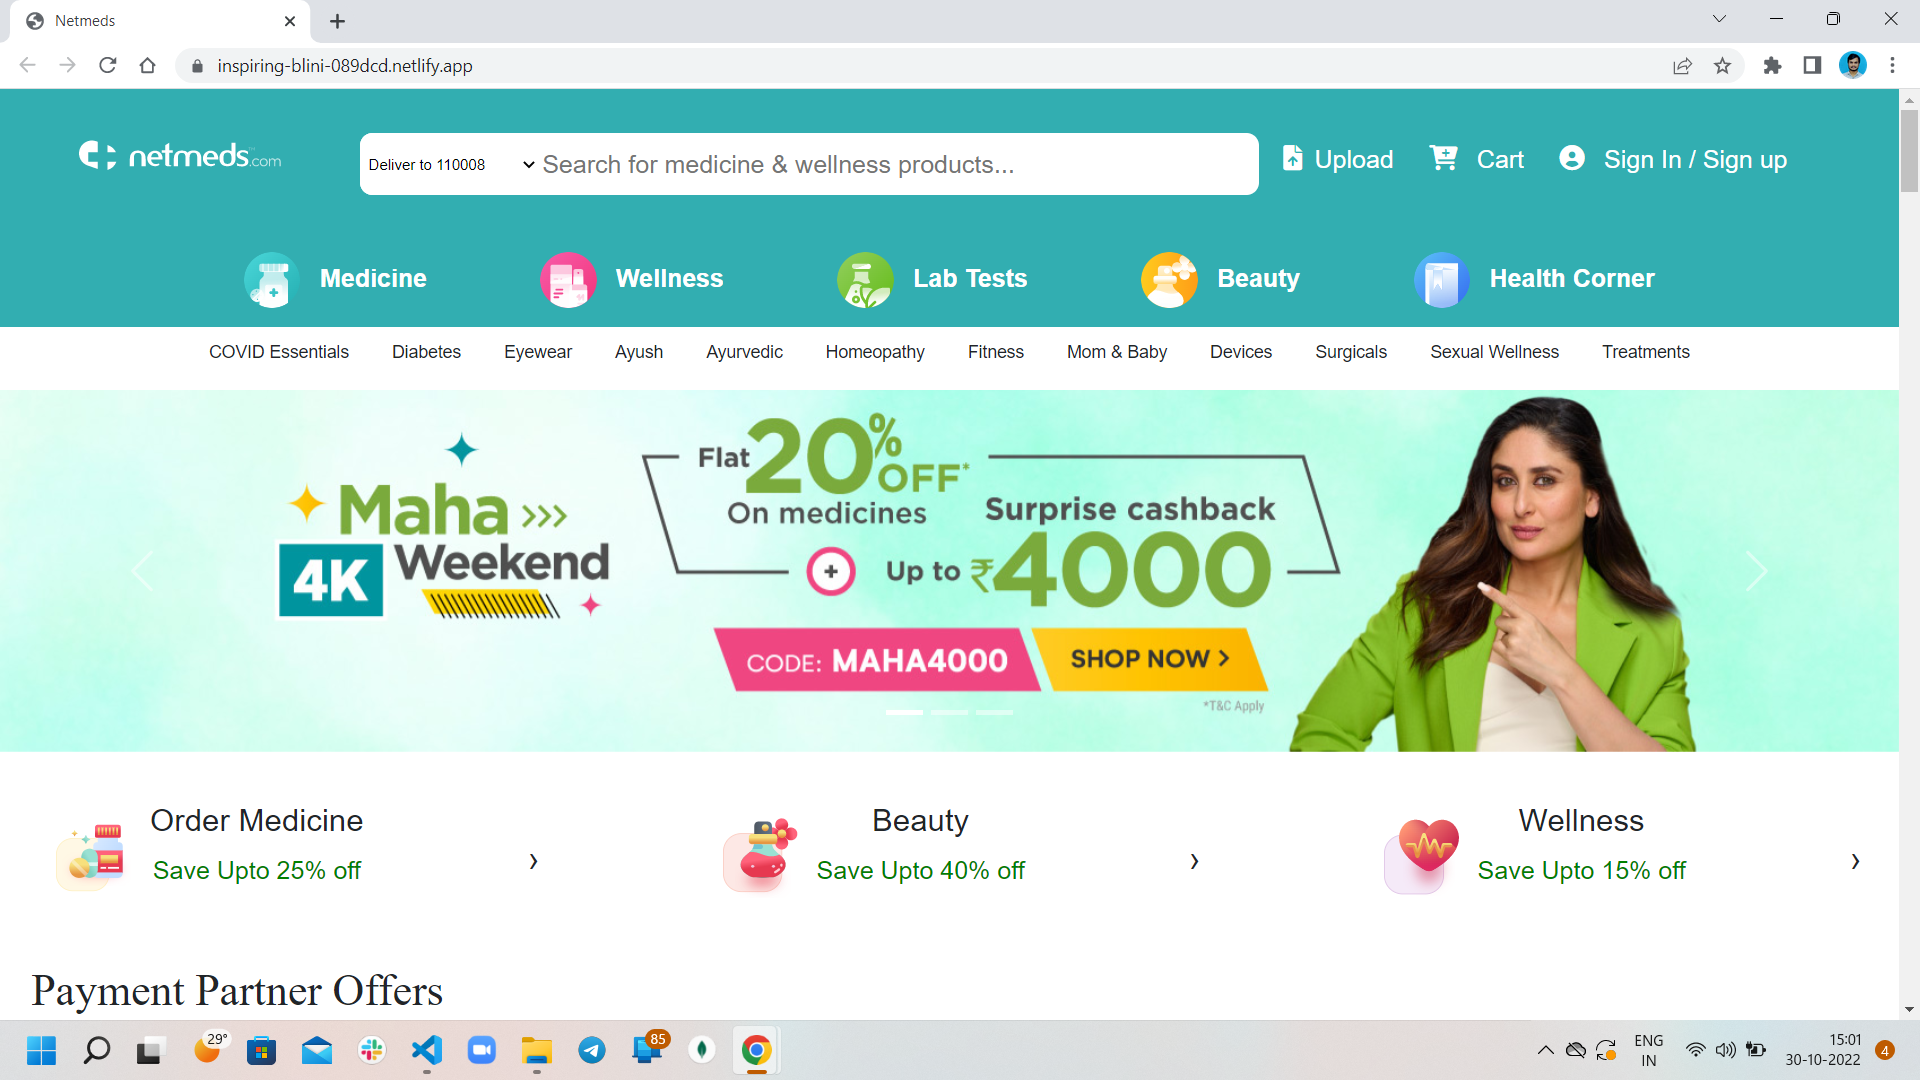 Netmeds
inspiring-blini-089dcd.netlify.app
netmeds.com
Deliver to 110008
Search for medicine & wellness products...
Upload
Cart
Sign In / Sign up
Medicine
Wellness
Lab Tests
Beauty
Health Corner
COVID Essentials
Diabetes
Eyewear
Ayush
Ayurvedic
Homeopathy
Fitness
Mom & Baby
Devices
Surgicals
Sexual Wellness
Treatments
Maha >>>
4K Weekend
Flat 20% OFF*
On medicines
+
Surprise cashback
Up to ₹4000
CODE: MAHA4000
SHOP NOW >
*T&C Apply
Order Medicine
Save Upto 25% off
›
Beauty
Save Upto 40% off
›
Wellness
Save Upto 15% off
›
Payment Partner Offers
29°
85
ENG
IN
15:01
30-10-2022
4